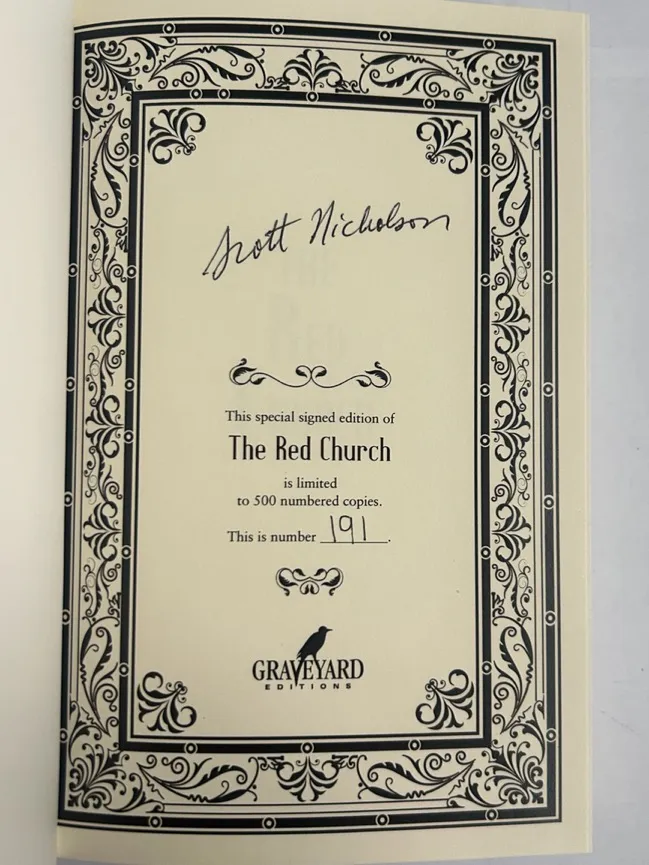 Scott Nicholson
This special signed edition of
The Red Church
is limited
to 500 numbered copies.
This is number 191.
GRAVEYARD
EDITIONS